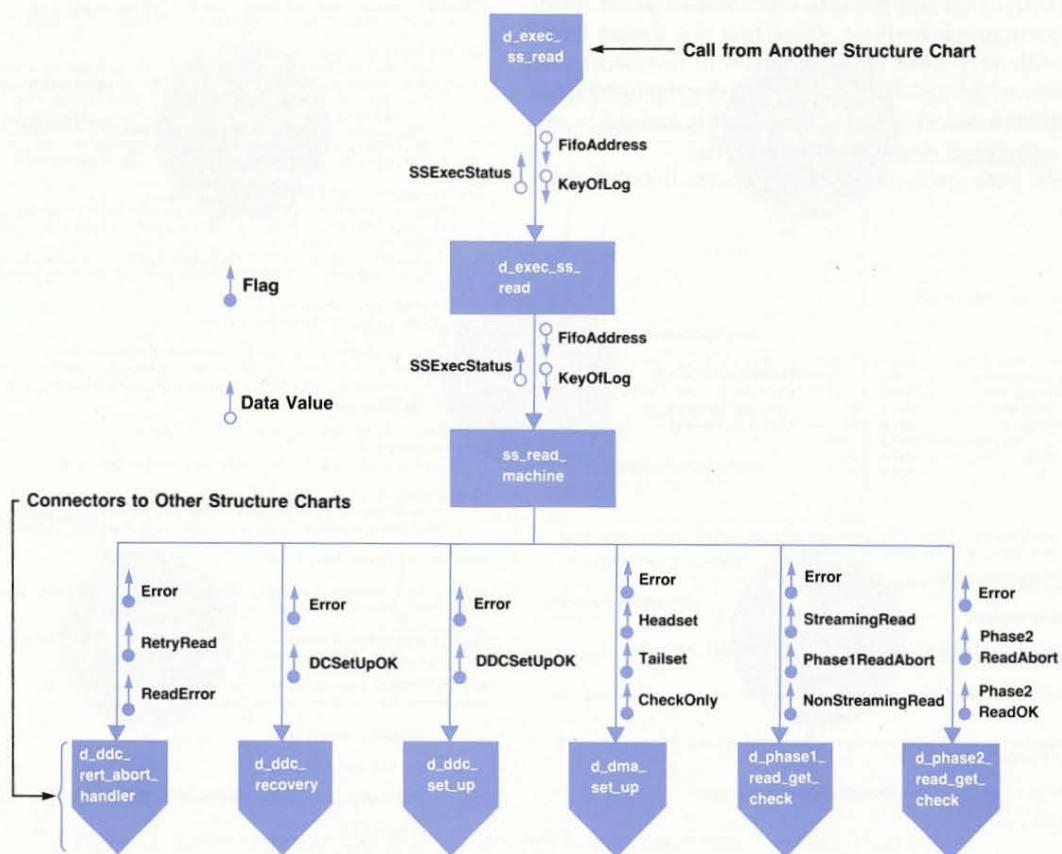 d_exec_
ss_read
Call from Another Structure Chart
FifoAddress
SSExecStatus
KeyOfLog
d_exec_ss_
read
Flag
FifoAddress
SSExecStatus
KeyOfLog
Data Value
ss_read_
machine
Connectors to Other Structure Charts
Error
RetryRead
ReadError
Error
DCSetUpOK
Error
DDCSetUpOK
Error
Headset
Tailset
CheckOnly
Error
StreamingRead
Phase1ReadAbort
NonStreamingRead
Error
Phase2
ReadAbort
Phase2
ReadOK
d_ddc_
rert_abort_
handler
d_ddc_
recovery
d_ddc_
set_up
d_dma_
set_up
d_phase1_
read_get_
check
d_phase2_
read_get_
check